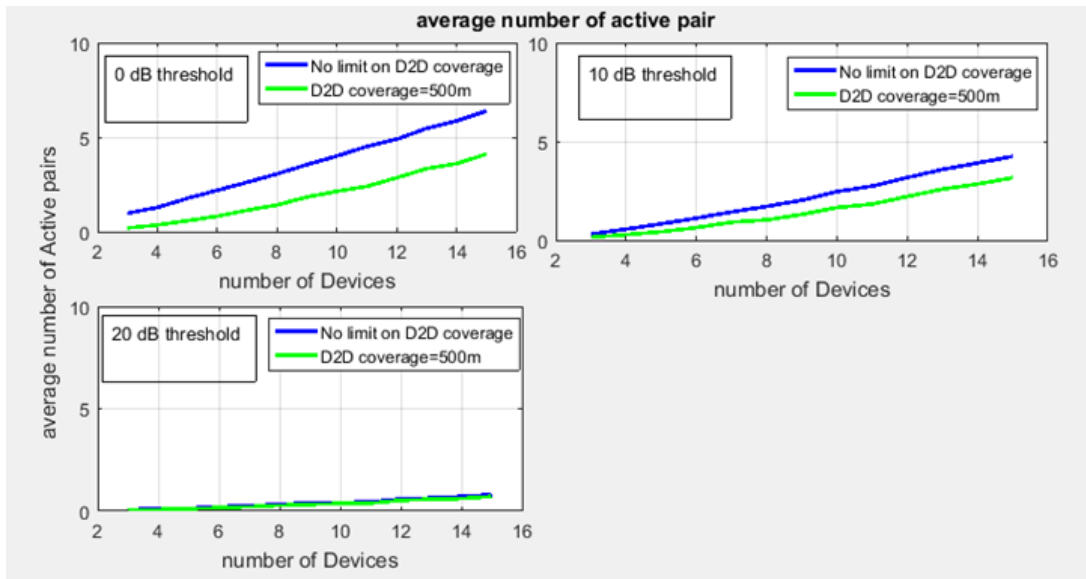 average number of active pair
0 dB threshold
No limit on D2D coverage
D2D coverage=500m
10
5
0
2 4 6 8 10 12 14 16
number of Devices
10 dB threshold
No limit on D2D coverage
D2D coverage=500m
10
5
0
2 4 6 8 10 12 14 16
number of Devices
average number of Active pairs
20 dB threshold
No limit on D2D coverage
D2D coverage=500m
10
5
0
2 4 6 8 10 12 14 16
number of Devices